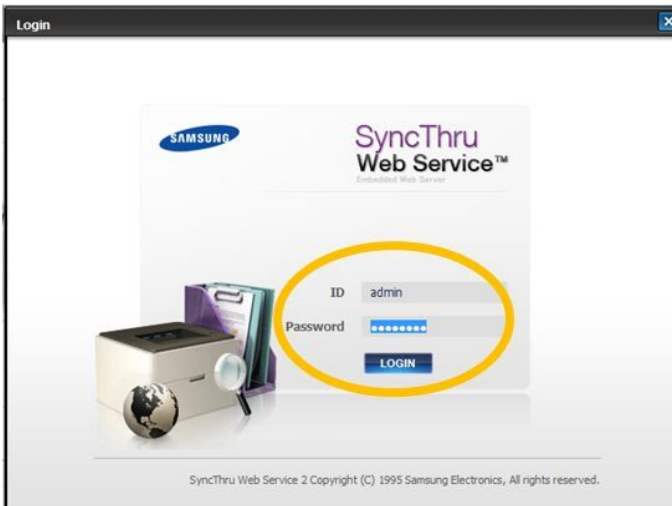 Login
SAMSUNG
SyncThru
Web Service™
Embedded Web Server
ID admin
Password ••••••••
LOGIN
SyncThru Web Service 2 Copyright (C) 1995 Samsung Electronics, All rights reserved.